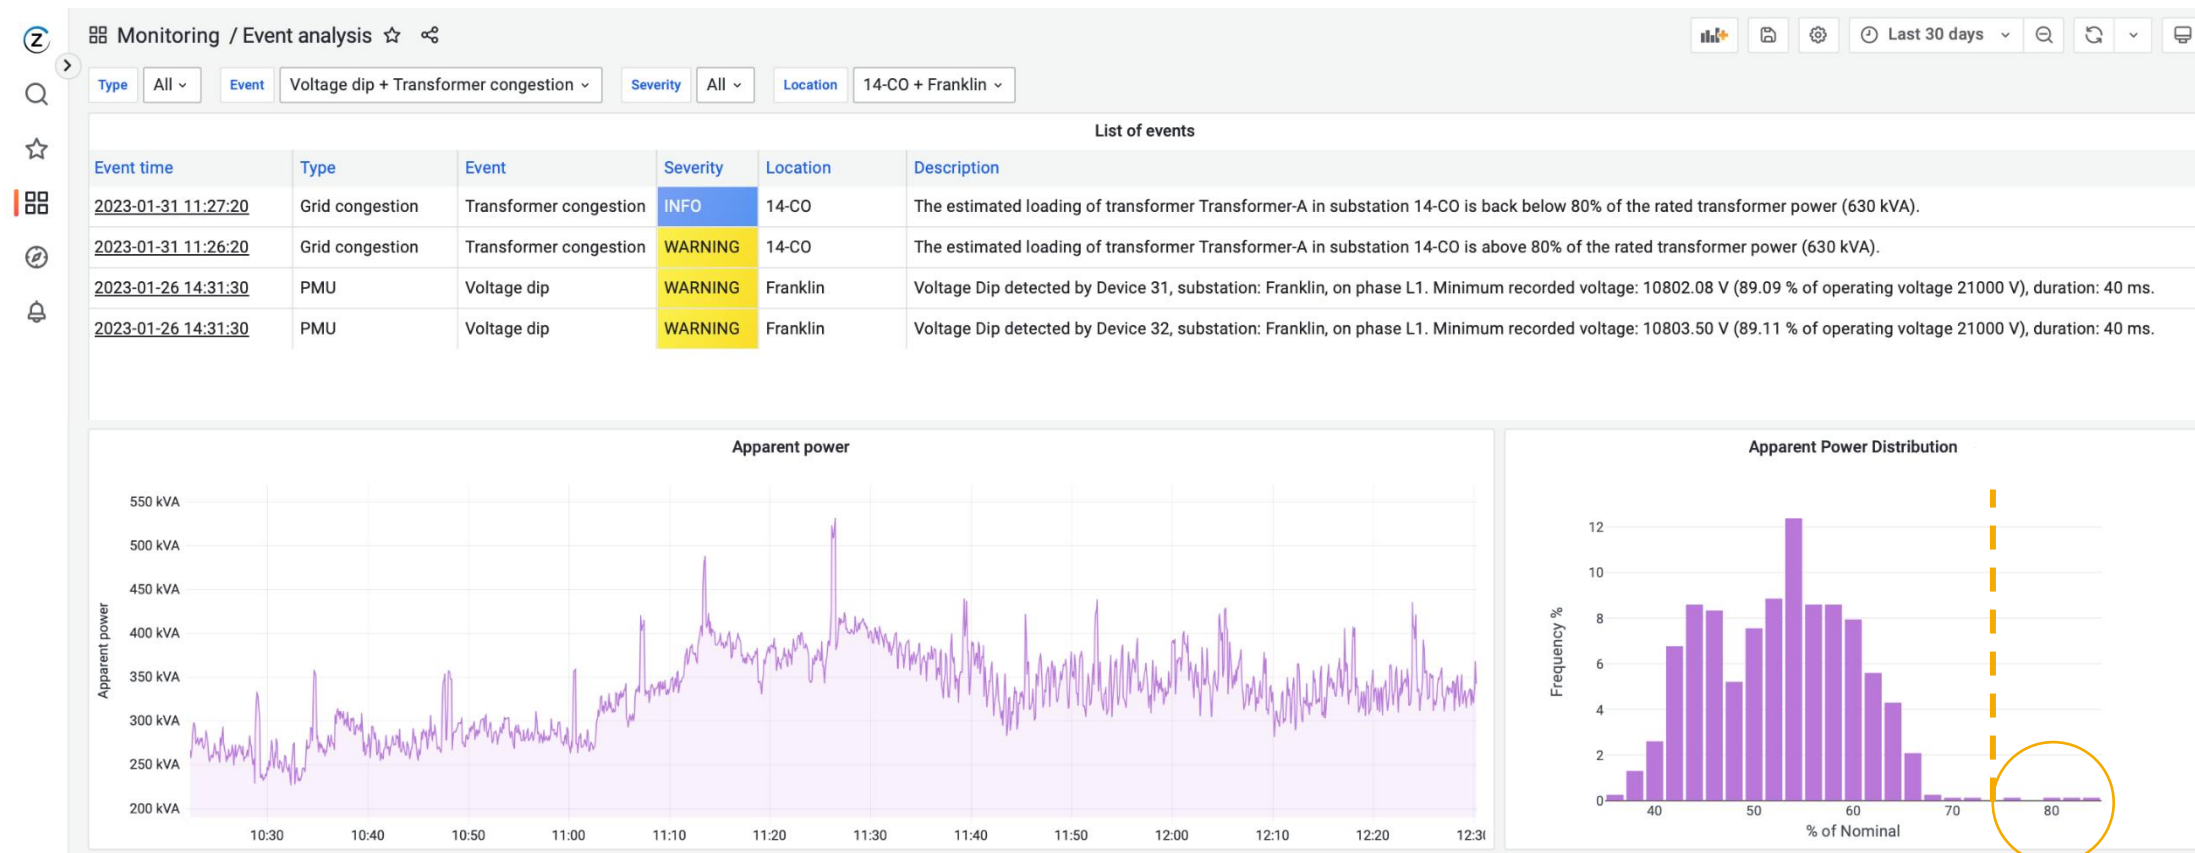 Monitoring / Event analysis
Last 30 days
Type All Event Voltage dip + Transformer congestion Severity All Location 14-CO + Franklin
List of events
Event time Type Event Severity Location Description
2023-01-31 11:27:20 Grid congestion Transformer congestion INFO 14-CO The estimated loading of transformer Transformer-A in substation 14-CO is back below 80% of the rated transformer power (630 kVA).
2023-01-31 11:26:20 Grid congestion Transformer congestion WARNING 14-CO The estimated loading of transformer Transformer-A in substation 14-CO is above 80% of the rated transformer power (630 kVA).
2023-01-26 14:31:30 PMU Voltage dip WARNING Franklin Voltage Dip detected by Device 31, substation: Franklin, on phase L1. Minimum recorded voltage: 10802.08 V (89.09 % of operating voltage 21000 V), duration: 40 ms.
2023-01-26 14:31:30 PMU Voltage dip WARNING Franklin Voltage Dip detected by Device 32, substation: Franklin, on phase L1. Minimum recorded voltage: 10803.50 V (89.11 % of operating voltage 21000 V), duration: 40 ms.
Apparent power
Apparent power
550 kVA
500 kVA
450 kVA
400 kVA
350 kVA
300 kVA
250 kVA
200 kVA
10:30 10:40 10:50 11:00 11:10 11:20 11:30 11:40 11:50 12:00 12:10 12:20 12:30
Apparent Power Distribution
Frequency %
12
10
8
6
4
2
0
40 50 60 70 80
% of Nominal